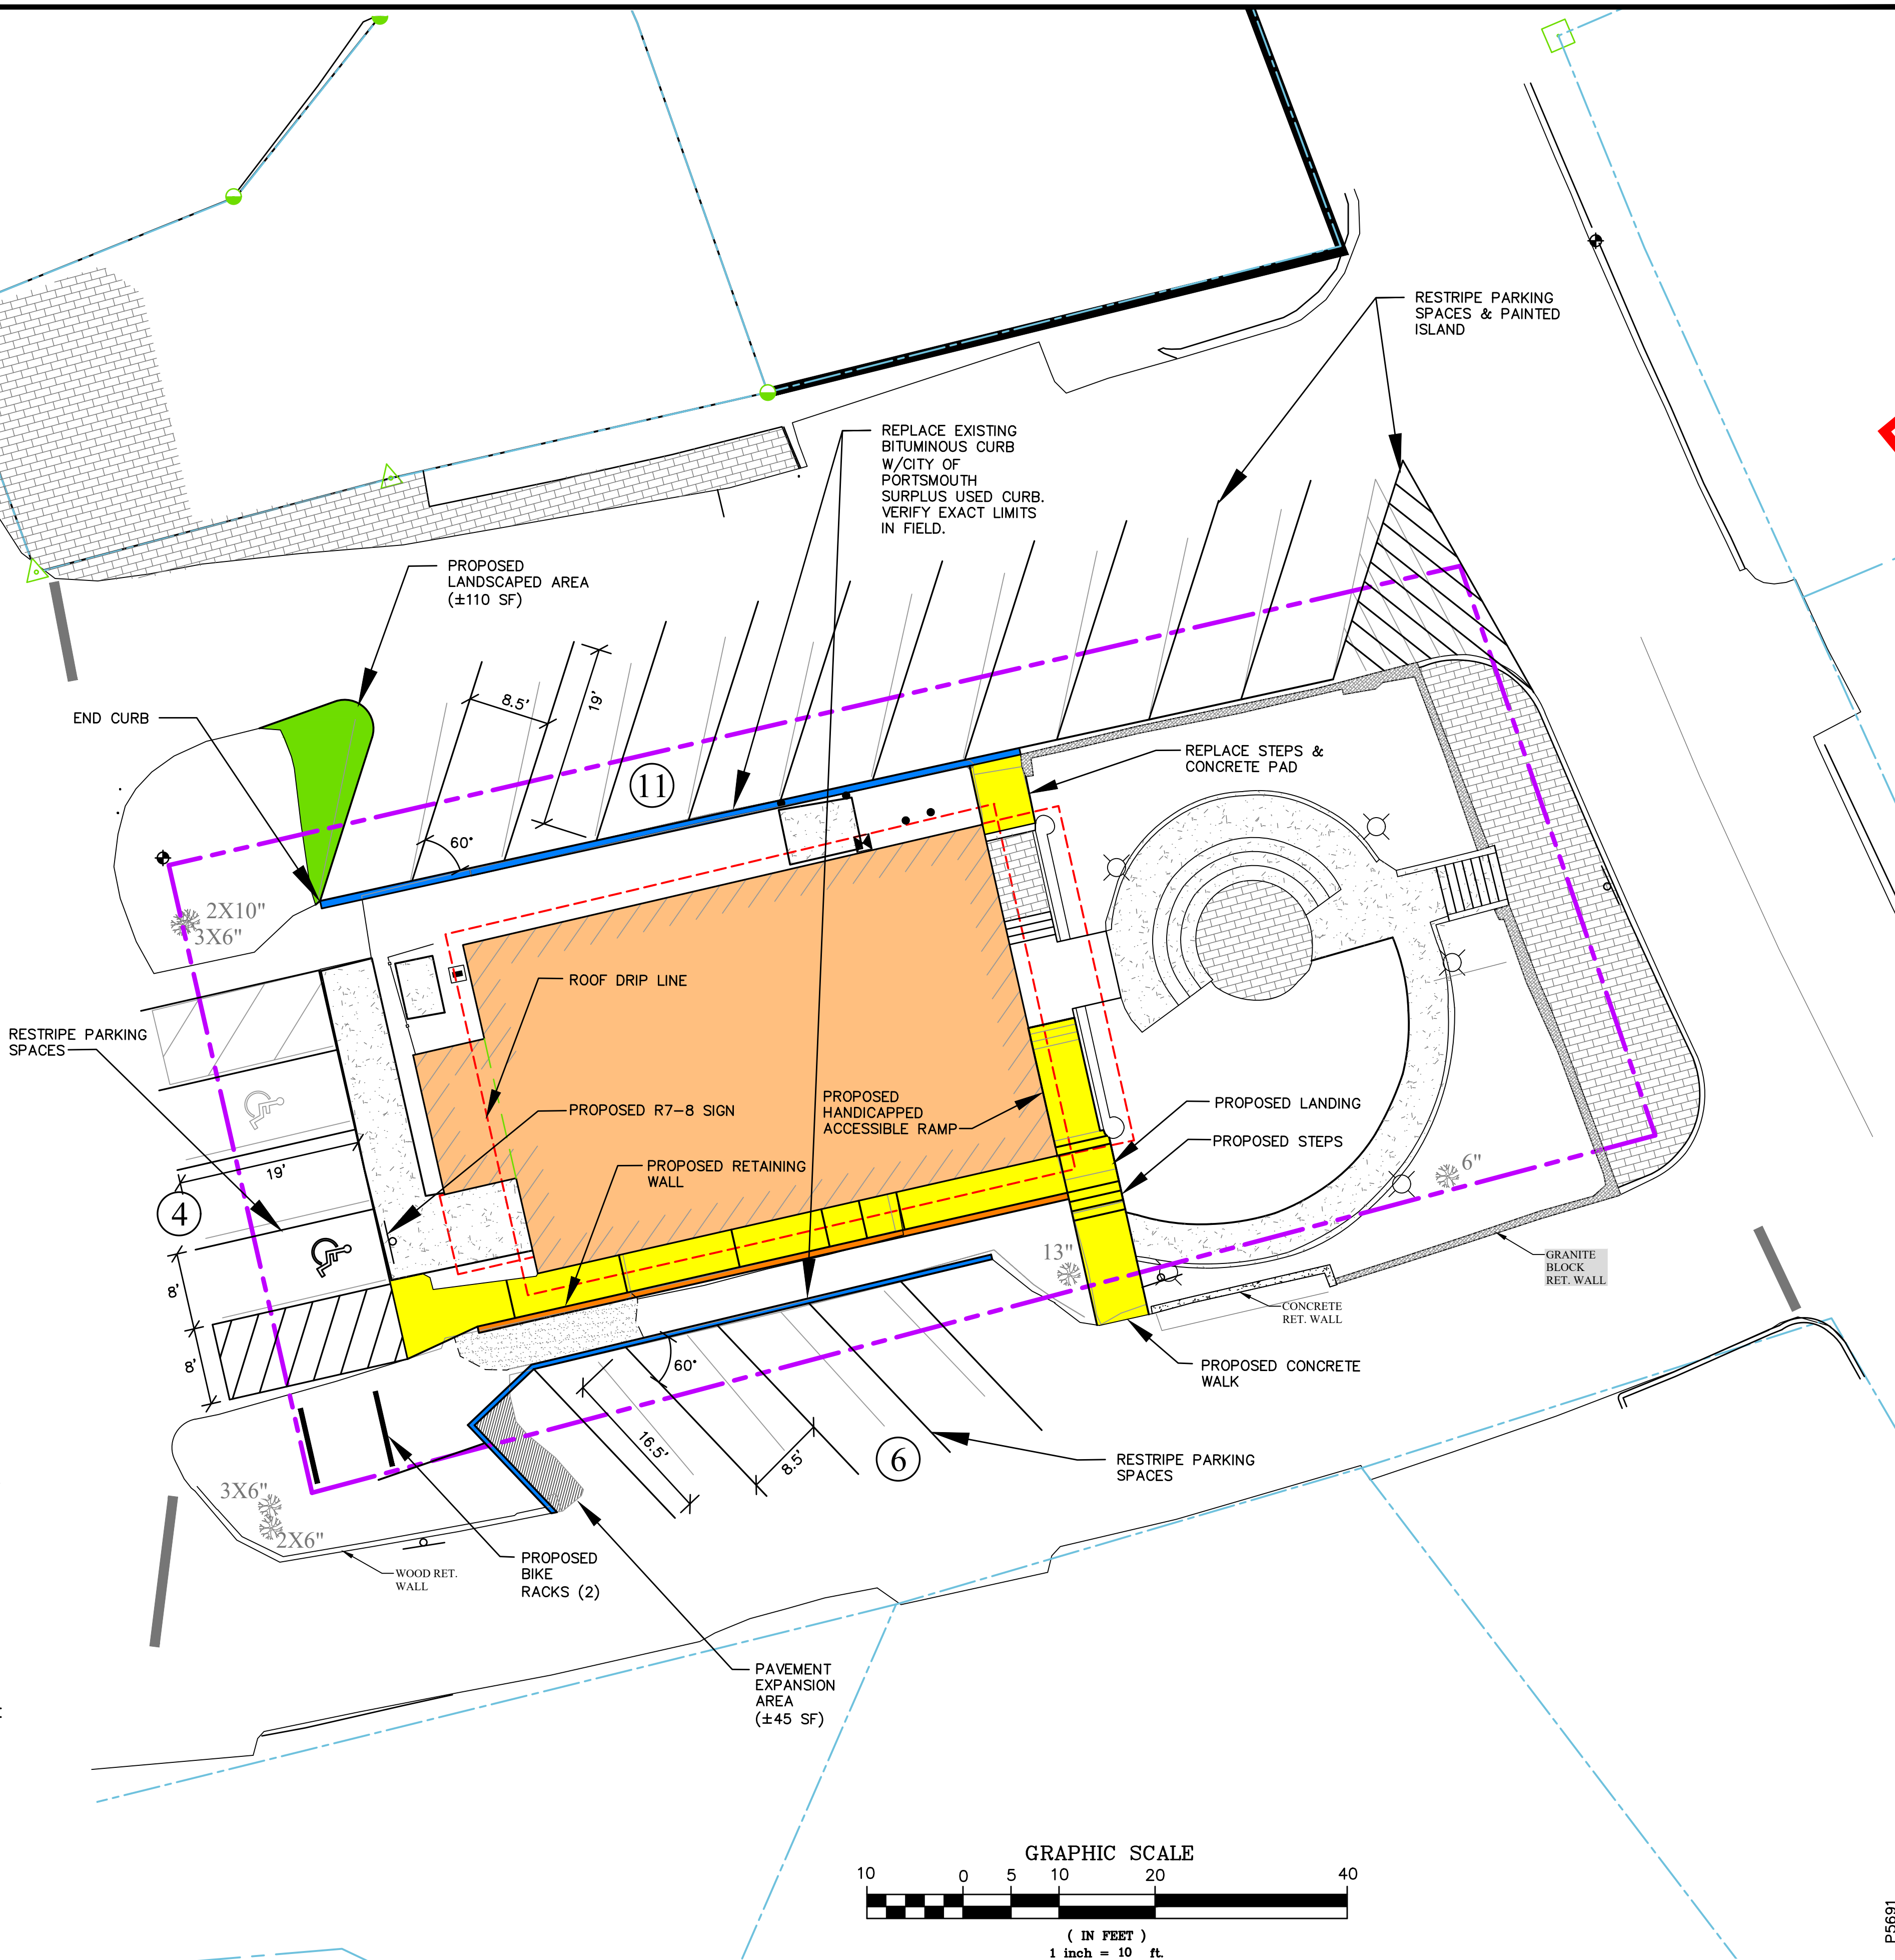 RESTRIPE PARKING
SPACES & PAINTED
ISLAND
REPLACE EXISTING
BITUMINOUS CURB
W/CITY OF
PORTSMOUTH
SURPLUS USED CURB.
VERIFY EXACT LIMITS
IN FIELD.
PROPOSED
LANDSCAPED AREA
(±110 SF)
END CURB
8.5'
19'
11
60°
REPLACE STEPS &
CONCRETE PAD
2X10"
3X6"
ROOF DRIP LINE
RESTRIPE PARKING
SPACES
PROPOSED R7-8 SIGN
PROPOSED
HANDICAPPED
ACCESSIBLE RAMP
PROPOSED LANDING
PROPOSED STEPS
PROPOSED RETAINING
WALL
19'
4
6"
13"
8'
8'
GRANITE
BLOCK
RET. WALL
CONCRETE
RET. WALL
PROPOSED CONCRETE
WALK
60°
16.5'
8.5'
6
RESTRIPE PARKING
SPACES
3X6"
2X6"
WOOD RET.
WALL
PROPOSED
BIKE
RACKS (2)
PAVEMENT
EXPANSION
AREA
(±45 SF)
GRAPHIC SCALE
10 0 5 10 20 40
( IN FEET )
1 inch = 10 ft.
P5691